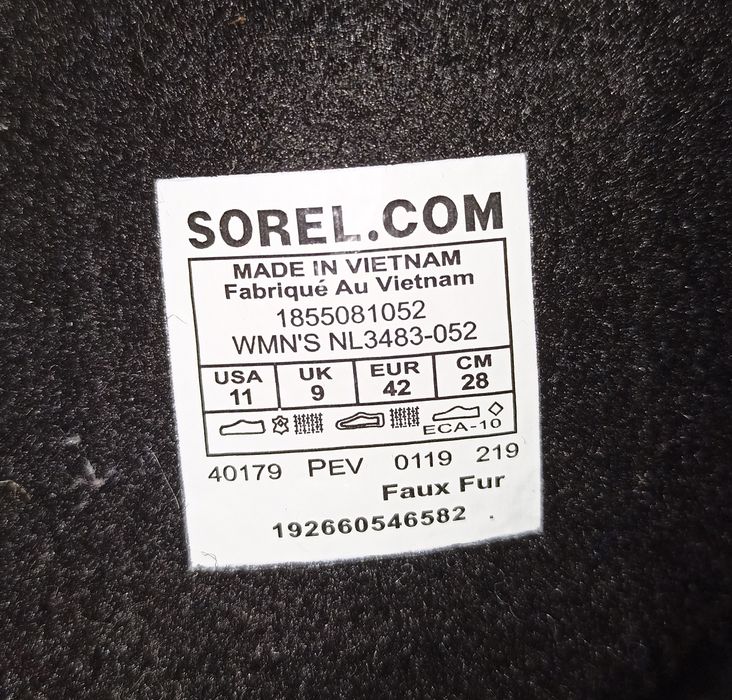 SOREL.COM
MADE IN VIETNAM
Fabriqué Au Vietnam
1855081052
WMN'S NL3483-052
USA UK EUR CM
11 9 42 28
ECA-10
40179 PEV 0119 219
Faux Fur
192660546582